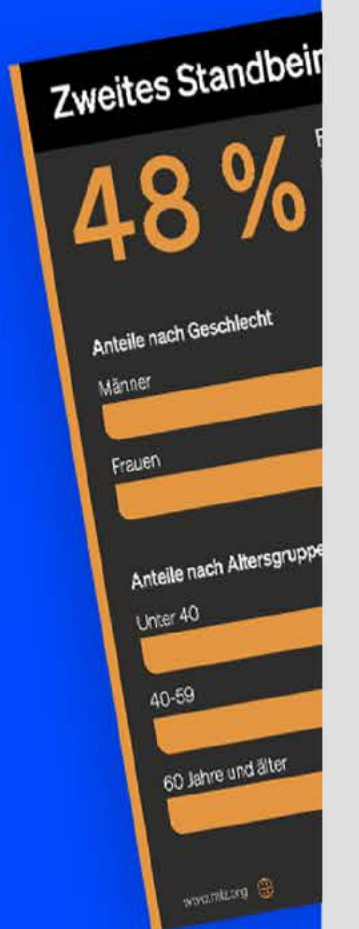 Zweites Standbein
48 %
Anteile nach Geschlecht
Männer
Frauen
Anteile nach Altersgruppe
Unter 40
40-59
60 Jahre und älter